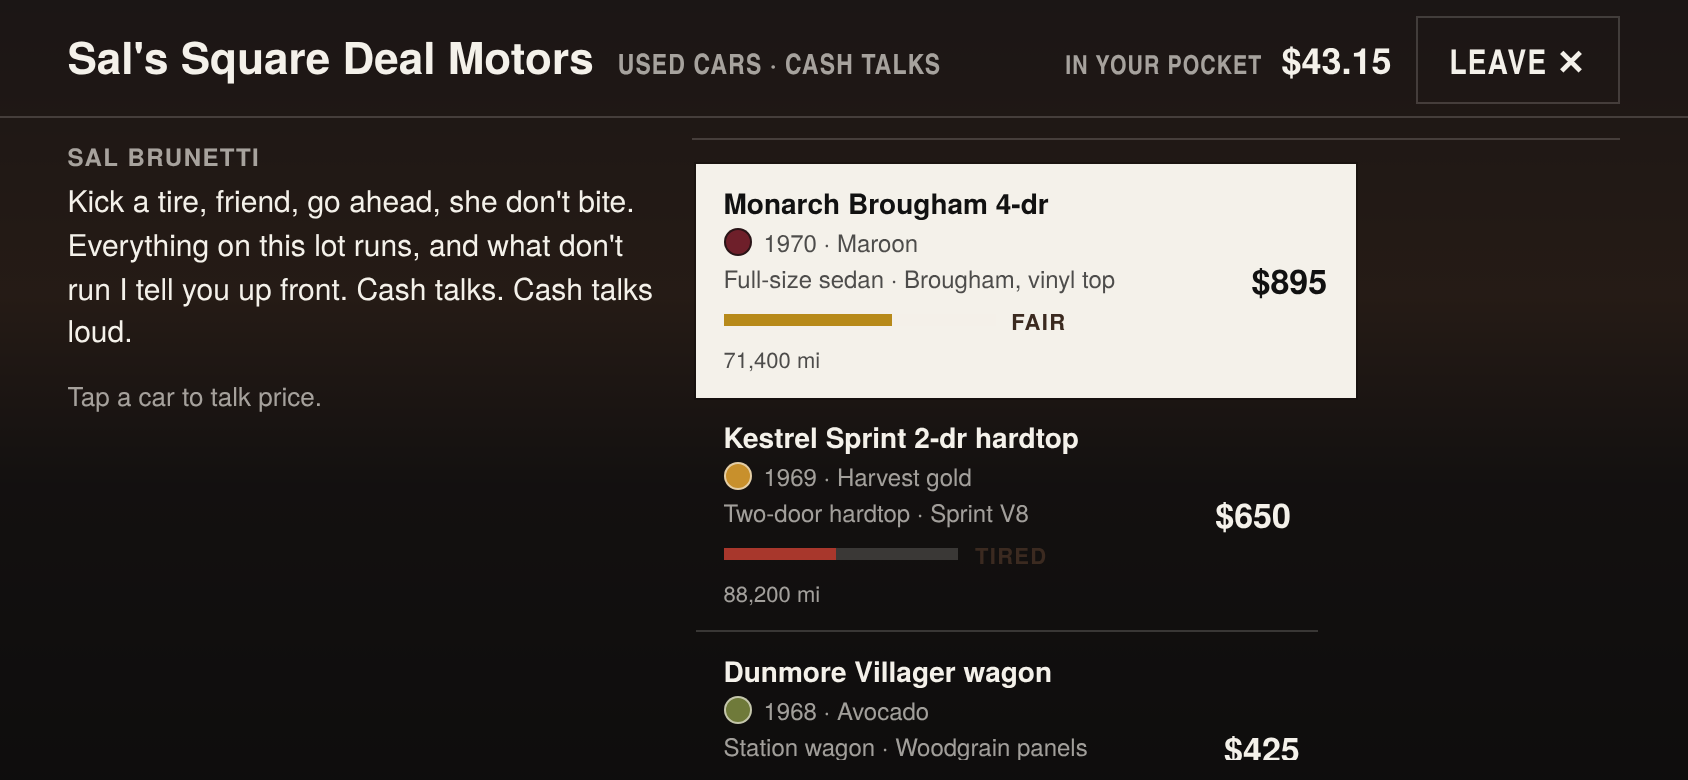 Sal's Square Deal Motors USED CARS · CASH TALKS IN YOUR POCKET $43.15 LEAVE ✕
SAL BRUNETTI
Kick a tire, friend, go ahead, she don't bite.
Everything on this lot runs, and what don't
run I tell you up front. Cash talks. Cash talks
loud.
Tap a car to talk price.
Monarch Brougham 4-dr
1970 · Maroon
Full-size sedan · Brougham, vinyl top
$895
FAIR
71,400 mi
Kestrel Sprint 2-dr hardtop
1969 · Harvest gold
Two-door hardtop · Sprint V8
$650
TIRED
88,200 mi
Dunmore Villager wagon
1968 · Avocado
Station wagon · Woodgrain panels
$425